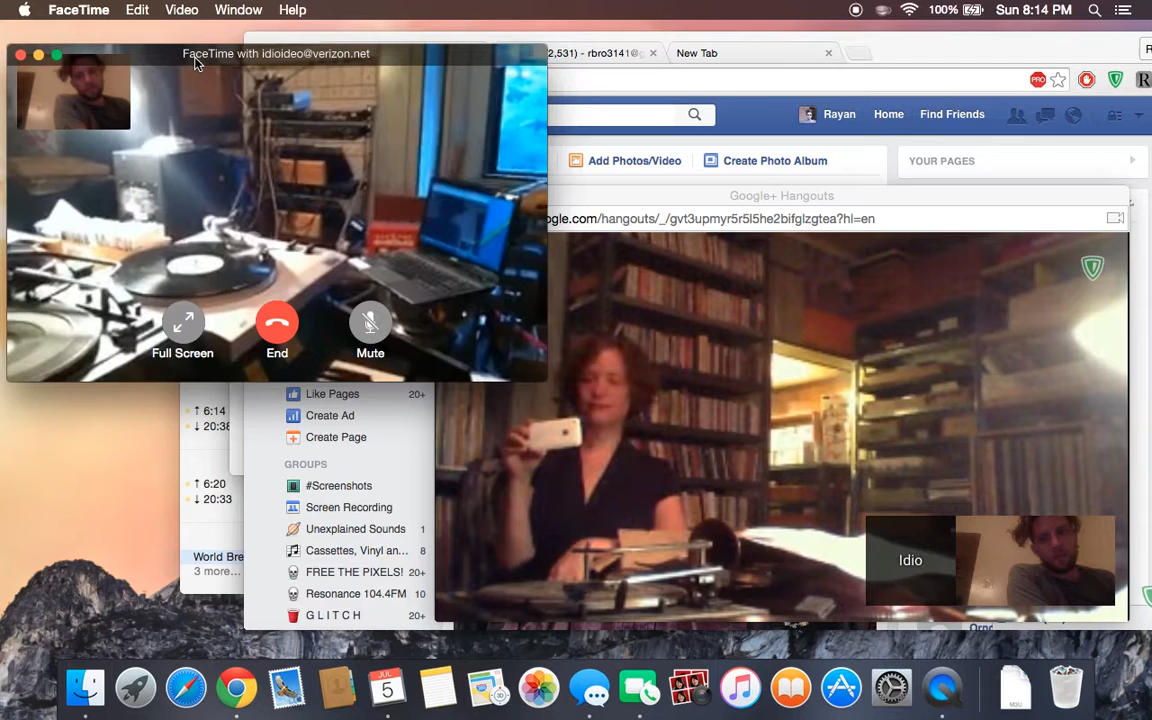 FaceTime Edit Video Window Help 100% Sun 8:14 PM
FaceTime with idioideo@verizon.net
2,531) - rbro3141@g
New Tab
PRO
Rayan Home Find Friends
Add Photos/Video Create Photo Album YOUR PAGES
Google+ Hangouts
ogle.com/hangouts/_/gvt3upmyr5r5l5he2bifglzgtea?hl=en
Full Screen End Mute
Like Pages 20+
Create Ad
Create Page
GROUPS
#Screenshots
Screen Recording
Unexplained Sounds 1
Cassettes, Vinyl an... 8
FREE THE PIXELS! 20+
Resonance 104.4FM 10
G L I T C H 20+
↑ 6:14
↓ 20:38
↑ 6:20
↓ 20:33
World Bre
3 more...
Idio
5